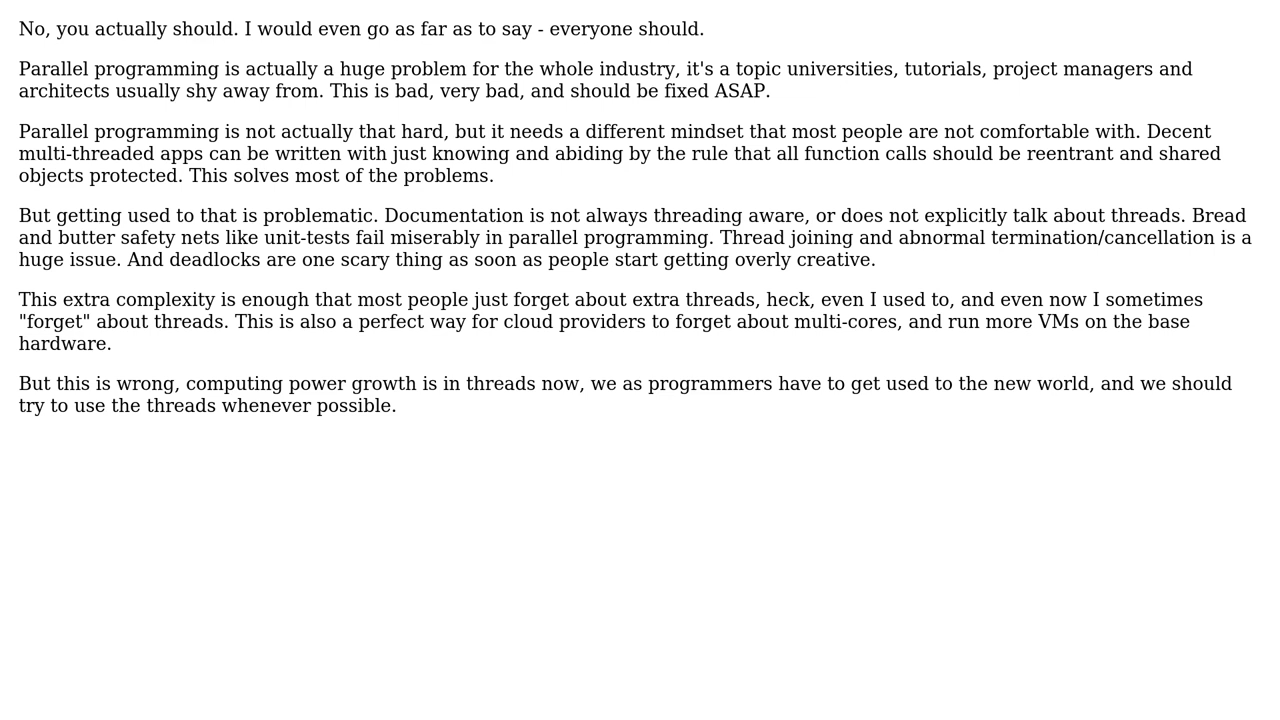 No, you actually should. I would even go as far as to say - everyone should.
Parallel programming is actually a huge problem for the whole industry, it's a topic universities, tutorials, project managers and
architects usually shy away from. This is bad, very bad, and should be fixed ASAP.
Parallel programming is not actually that hard, but it needs a different mindset that most people are not comfortable with. Decent
multi-threaded apps can be written with just knowing and abiding by the rule that all function calls should be reentrant and shared
objects protected. This solves most of the problems.
But getting used to that is problematic. Documentation is not always threading aware, or does not explicitly talk about threads. Bread
and butter safety nets like unit-tests fail miserably in parallel programming. Thread joining and abnormal termination/cancellation is a
huge issue. And deadlocks are one scary thing as soon as people start getting overly creative.
This extra complexity is enough that most people just forget about extra threads, heck, even I used to, and even now I sometimes
"forget" about threads. This is also a perfect way for cloud providers to forget about multi-cores, and run more VMs on the base
hardware.
But this is wrong, computing power growth is in threads now, we as programmers have to get used to the new world, and we should
try to use the threads whenever possible.